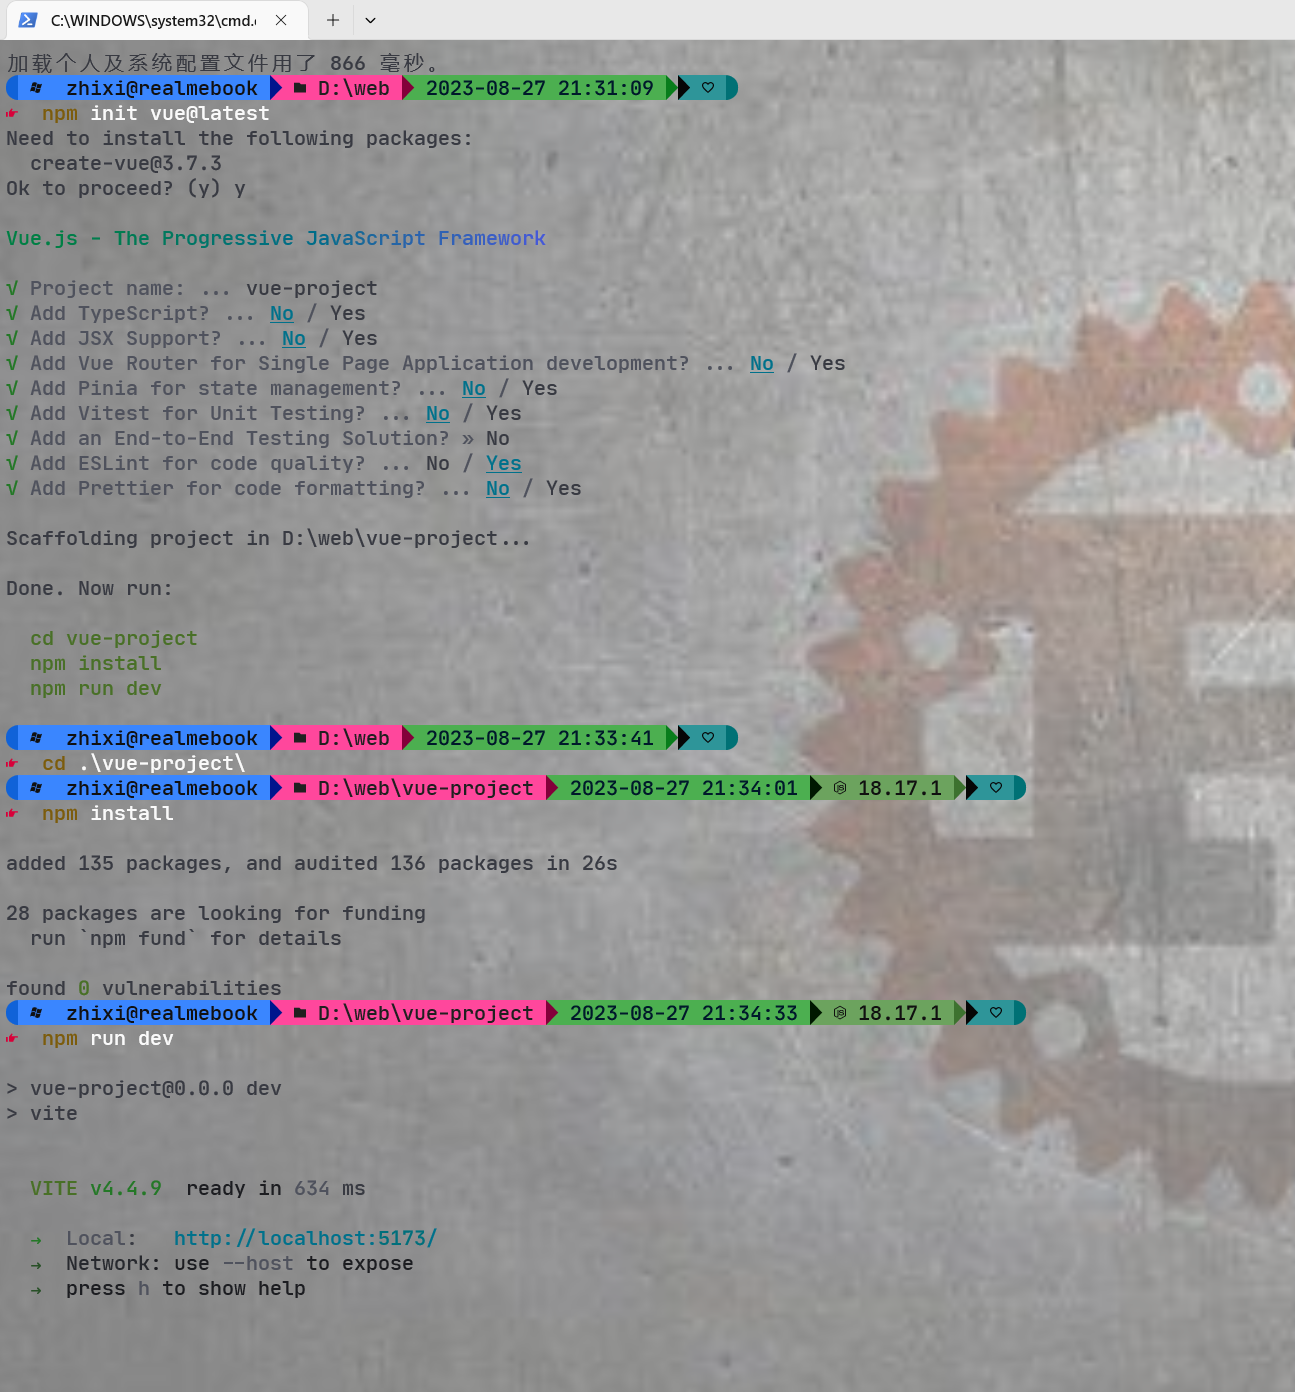 C:\WINDOWS\system32\cmd.
加载个人及系统配置文件用了 866 毫秒。
zhixi@realmebook D:\web 2023-08-27 21:31:09 ♡
npm init vue@latest
Need to install the following packages:
create-vue@3.7.3
Ok to proceed? (y) y
Vue.js - The Progressive JavaScript Framework
√ Project name: ... vue-project
√ Add TypeScript? ... No / Yes
√ Add JSX Support? ... No / Yes
√ Add Vue Router for Single Page Application development? ... No / Yes
√ Add Pinia for state management? ... No / Yes
√ Add Vitest for Unit Testing? ... No / Yes
√ Add an End-to-End Testing Solution? » No
√ Add ESLint for code quality? ... No / Yes
√ Add Prettier for code formatting? ... No / Yes
Scaffolding project in D:\web\vue-project...
Done. Now run:
cd vue-project
npm install
npm run dev
zhixi@realmebook D:\web 2023-08-27 21:33:41 ♡
cd .\vue-project\
zhixi@realmebook D:\web\vue-project 2023-08-27 21:34:01 18.17.1 ♡
npm install
added 135 packages, and audited 136 packages in 26s
28 packages are looking for funding
run `npm fund` for details
found 0 vulnerabilities
zhixi@realmebook D:\web\vue-project 2023-08-27 21:34:33 18.17.1 ♡
npm run dev
> vue-project@0.0.0 dev
> vite
VITE v4.4.9 ready in 634 ms
➜ Local: http://localhost:5173/
➜ Network: use --host to expose
➜ press h to show help